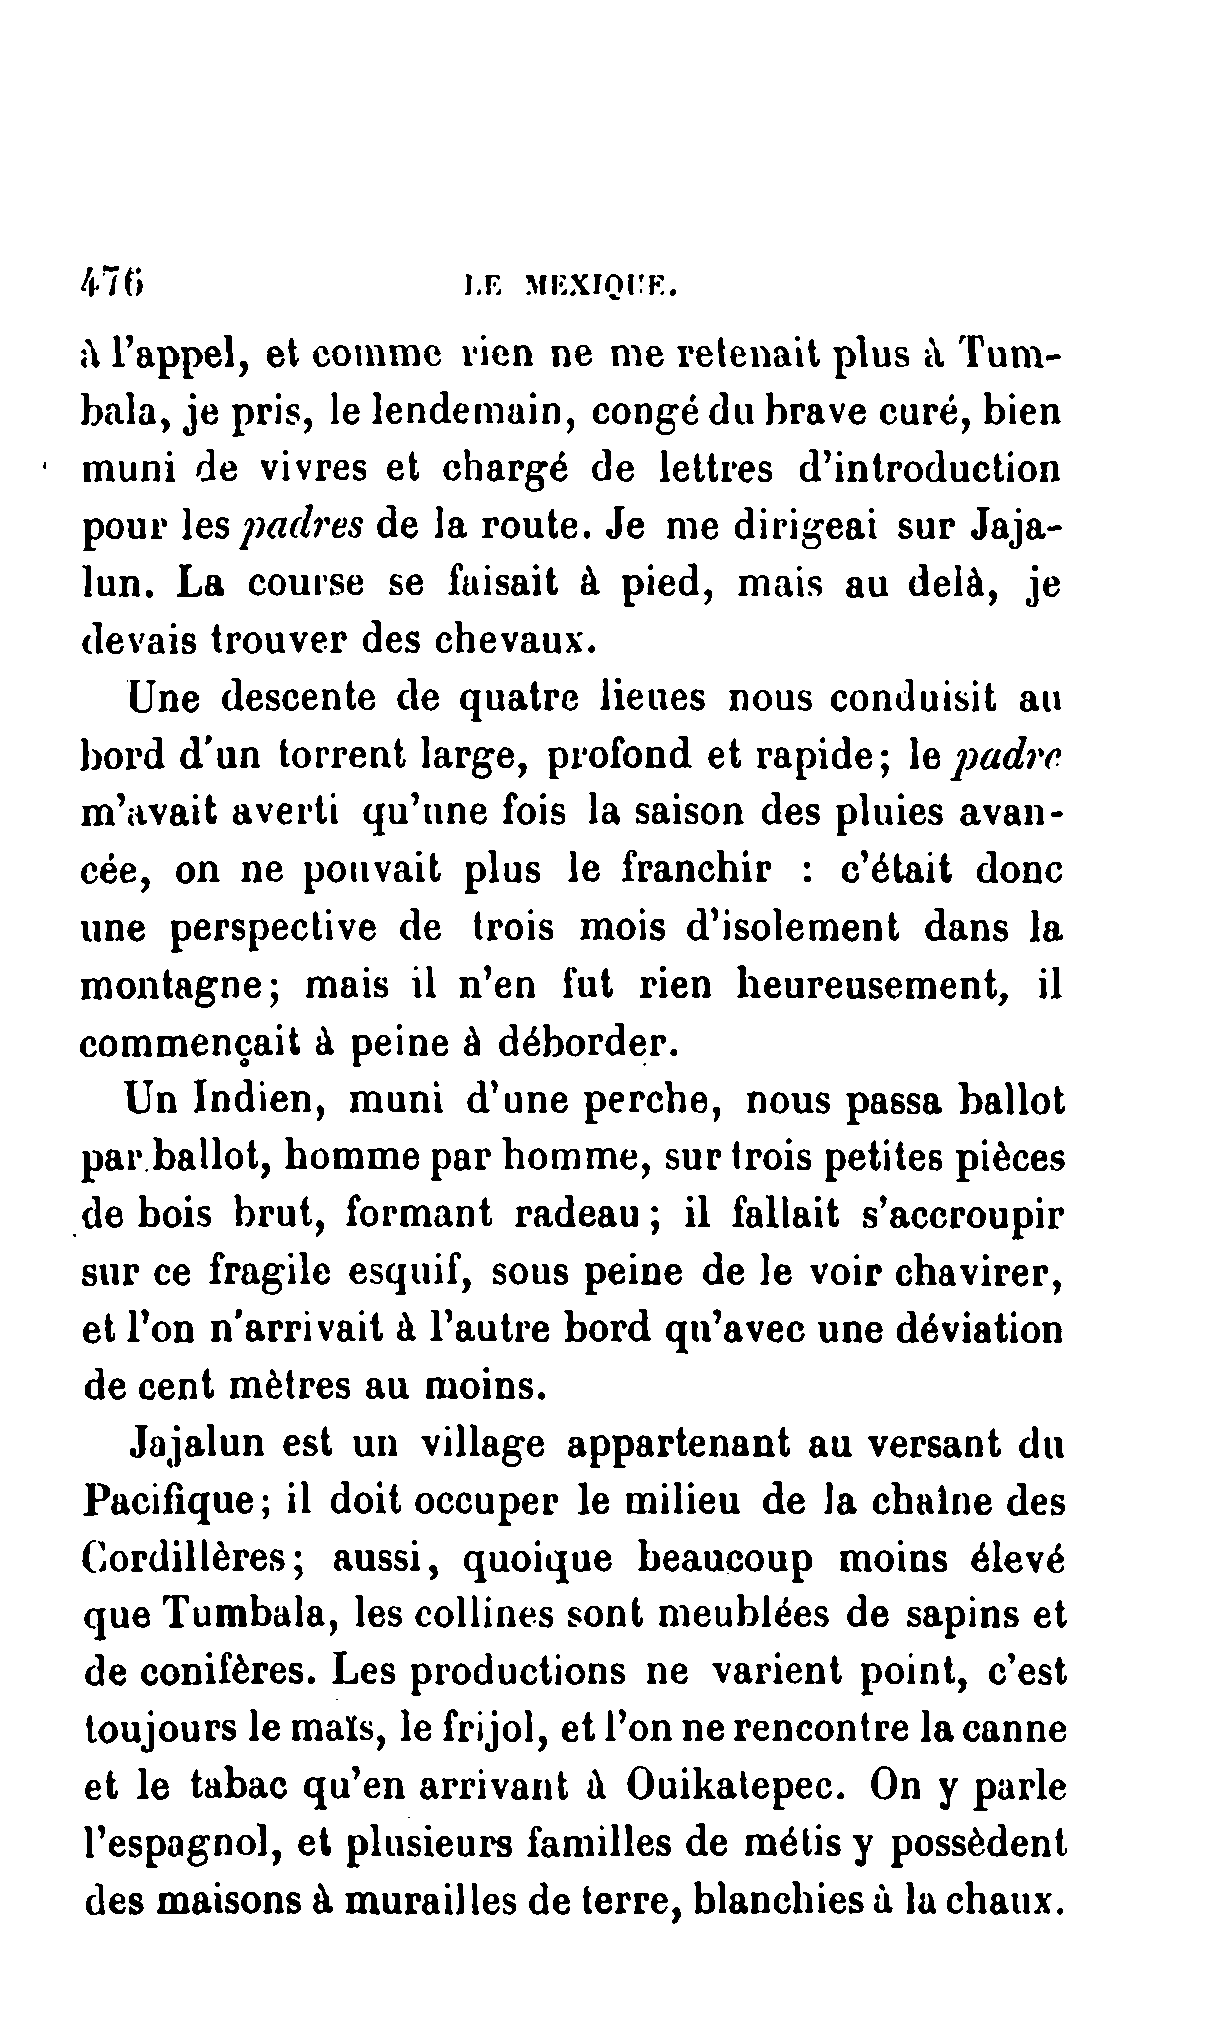 476 LE MEXIQUE.
à l'appel, et comme rien ne me retenait plus à Tum-
bala, je pris, le lendemain, congé du brave curé, bien
muni de vivres et chargé de lettres d'introduction
pour les padres de la route. Je me dirigeai sur Jaja-
lun. La course se faisait à pied, mais au delà, je
devais trouver des chevaux.
Une descente de quatre lieues nous conduisit au
bord d'un torrent large, profond et rapide; le padre
m'avait averti qu'une fois la saison des pluies avan-
cée, on ne pouvait plus le franchir : c'était donc
une perspective de trois mois d'isolement dans la
montagne; mais il n'en fut rien heureusement, il
commençait à peine à déborder.
Un Indien, muni d'une perche, nous passa ballot
par ballot, homme par homme, sur trois petites pièces
de bois brut, formant radeau; il fallait s'accroupir
sur ce fragile esquif, sous peine de le voir chavirer,
et l'on n'arrivait à l'autre bord qu'avec une déviation
de cent mètres au moins.
Jajalun est un village appartenant au versant du
Pacifique; il doit occuper le milieu de la chaîne des
Cordillères; aussi, quoique beaucoup moins élevé
que Tumbala, les collines sont meublées de sapins et
de conifères. Les productions ne varient point, c'est
toujours le maïs, le frijol, et l'on ne rencontre la canne
et le tabac qu'en arrivant à Ouikatepec. On y parle
l'espagnol, et plusieurs familles de métis y possèdent
des maisons à murailles de terre, blanchies à la chaux.